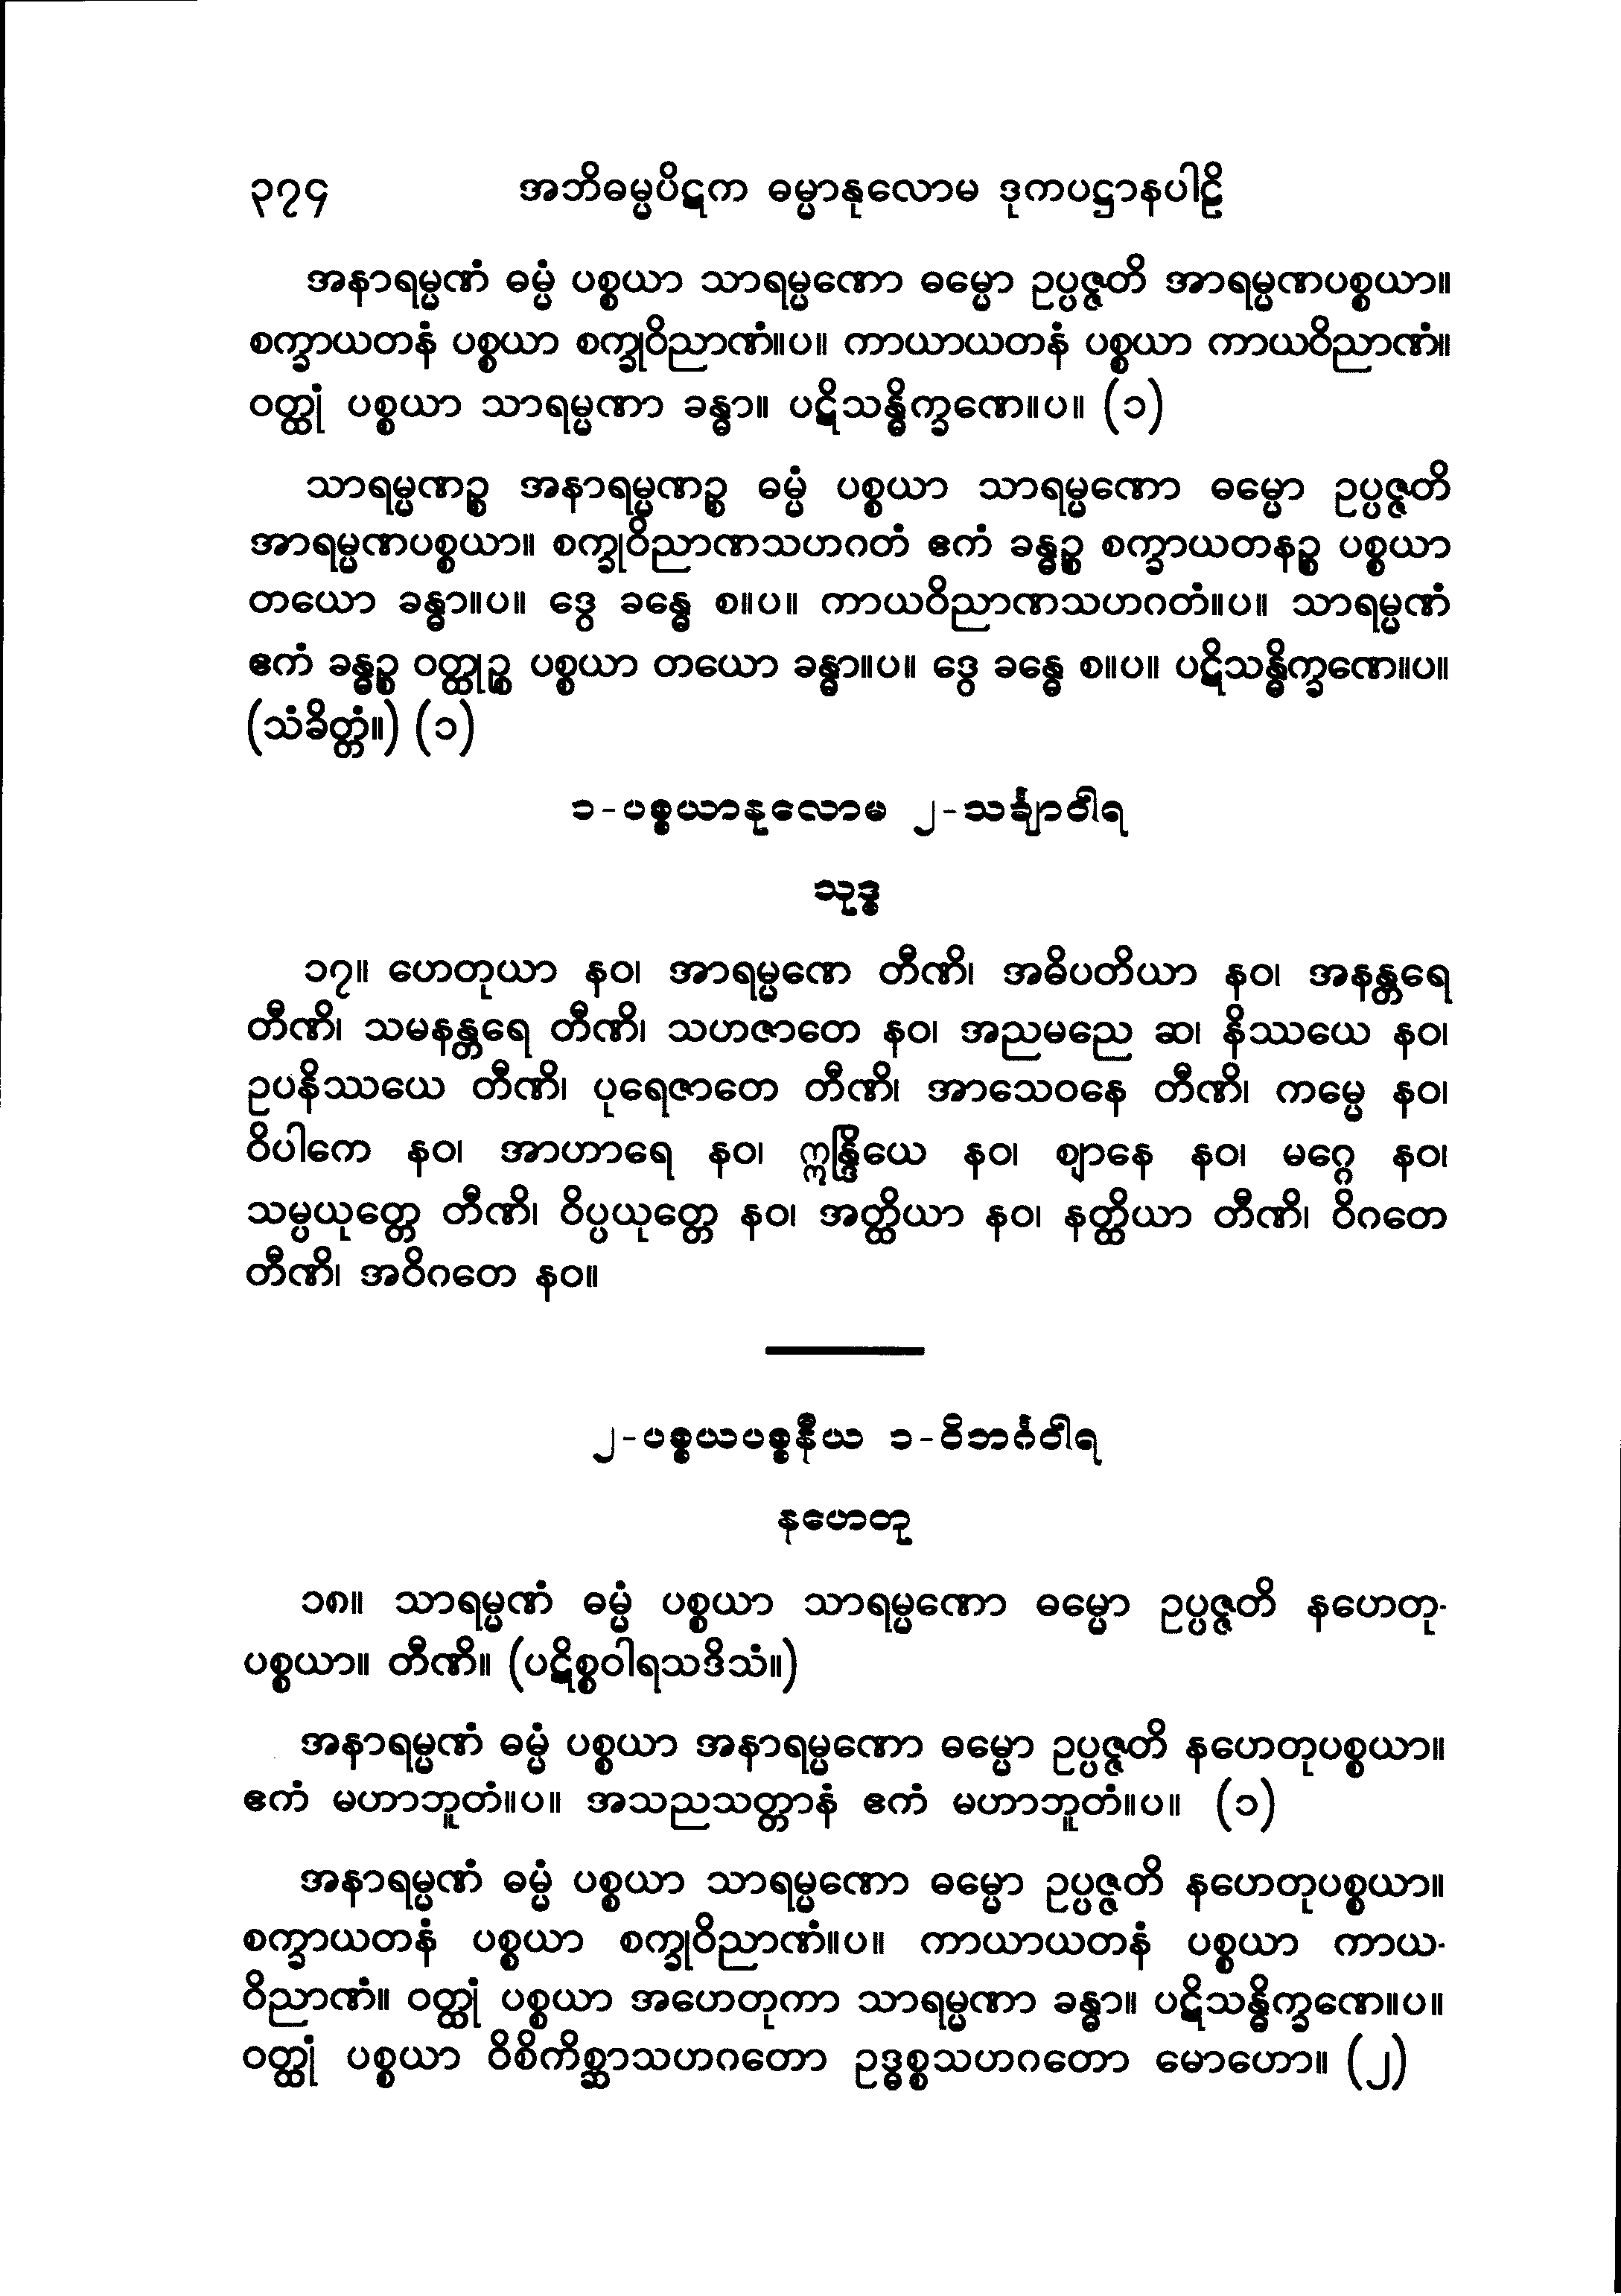 ၃၇၄ အဘိဓမ္မပိဋက ဓမ္မာနုလောမ ဒုကပဋ္ဌာနပါဠိ
အနာရမ္မဏံ ဓမ္မံ ပစ္စယာ သာရမ္မဏော ဓမ္မော ဥပ္ပဇ္ဇတိ အာရမ္မဏပစ္စယာ။
စက္ခာယတနံ ပစ္စယာ စက္ခုဝိညာဏံ။ပ။ ကာယာယတနံ ပစ္စယာ ကာယဝိညာဏံ။
ဝတ္ထုံ ပစ္စယာ သာရမ္မဏာ ခန္ဓာ။ ပဋိသန္ဓိက္ခဏေ။ပ။ (၁)
သာရမ္မဏဉ္စ အနာရမ္မဏဉ္စ ဓမ္မံ ပစ္စယာ သာရမ္မဏော ဓမ္မော ဥပ္ပဇ္ဇတိ
အာရမ္မဏပစ္စယာ။ စက္ခုဝိညာဏသဟဂတံ ဧကံ ခန္ဓဉ္စ စက္ခာယတနဉ္စ ပစ္စယာ
တယော ခန္ဓာ။ပ။ ဒွေ ခန္ဓေ စ။ပ။ ကာယဝိညာဏသဟဂတံ။ပ။ သာရမ္မဏံ
ဧကံ ခန္ဓဉ္စ ဝတ္ထုဉ္စ ပစ္စယာ တယော ခန္ဓာ။ပ။ ဒွေ ခန္ဓေ စ။ပ။ ပဋိသန္ဓိက္ခဏေ။ပ။
(သံခိတ္တံ။) (၁)
၁-ပစ္စယာနုလောမ ၂-သင်္ချာဝါရ
သုဒ္ဓ
၁၇။ ဟေတုယာ နဝ၊ အာရမ္မဏေ တီဏိ၊ အဓိပတိယာ နဝ၊ အနန္တရေ
တီဏိ၊ သမနန္တရေ တီဏိ၊ သဟဇာတေ နဝ၊ အညမညေ ဆ၊ နိဿယေ နဝ၊
ဥပနိဿယေ တီဏိ၊ ပုရေဇာတေ တီဏိ၊ အာသေဝနေ တီဏိ၊ ကမ္မေ နဝ၊
ဝိပါကေ နဝ၊ အာဟာရေ နဝ၊ ဣန္ဒြိယေ နဝ၊ ဈာနေ နဝ၊ မဂ္ဂေ နဝ၊
သမ္ပယုတ္တေ တီဏိ၊ ဝိပ္ပယုတ္တေ နဝ၊ အတ္ထိယာ နဝ၊ နတ္ထိယာ တီဏိ၊ ဝိဂတေ
တီဏိ၊ အဝိဂတေ နဝ။
၂-ပစ္စယပစ္စနီယ ၁-ဝိဘင်္ဂဝါရ
နဟေတု
၁၈။ သာရမ္မဏံ ဓမ္မံ ပစ္စယာ သာရမ္မဏော ဓမ္မော ဥပ္ပဇ္ဇတိ နဟေတု-
ပစ္စယာ။ တီဏိ။ (ပဋိစ္စဝါရသဒိသံ။)
အနာရမ္မဏံ ဓမ္မံ ပစ္စယာ အနာရမ္မဏော ဓမ္မော ဥပ္ပဇ္ဇတိ နဟေတုပစ္စယာ။
ဧကံ မဟာဘူတံ။ပ။ အသညသတ္တာနံ ဧကံ မဟာဘူတံ။ပ။ (၁)
အနာရမ္မဏံ ဓမ္မံ ပစ္စယာ သာရမ္မဏော ဓမ္မော ဥပ္ပဇ္ဇတိ နဟေတုပစ္စယာ။
စက္ခာယတနံ ပစ္စယာ စက္ခုဝိညာဏံ။ပ။ ကာယာယတနံ ပစ္စယာ ကာယ-
ဝိညာဏံ။ ဝတ္ထုံ ပစ္စယာ အဟေတုကာ သာရမ္မဏာ ခန္ဓာ။ ပဋိသန္ဓိက္ခဏေ။ပ။
ဝတ္ထုံ ပစ္စယာ ဝိစိကိစ္ဆာသဟဂတော ဥဒ္ဓစ္စသဟဂတော မောဟော။ (၂)